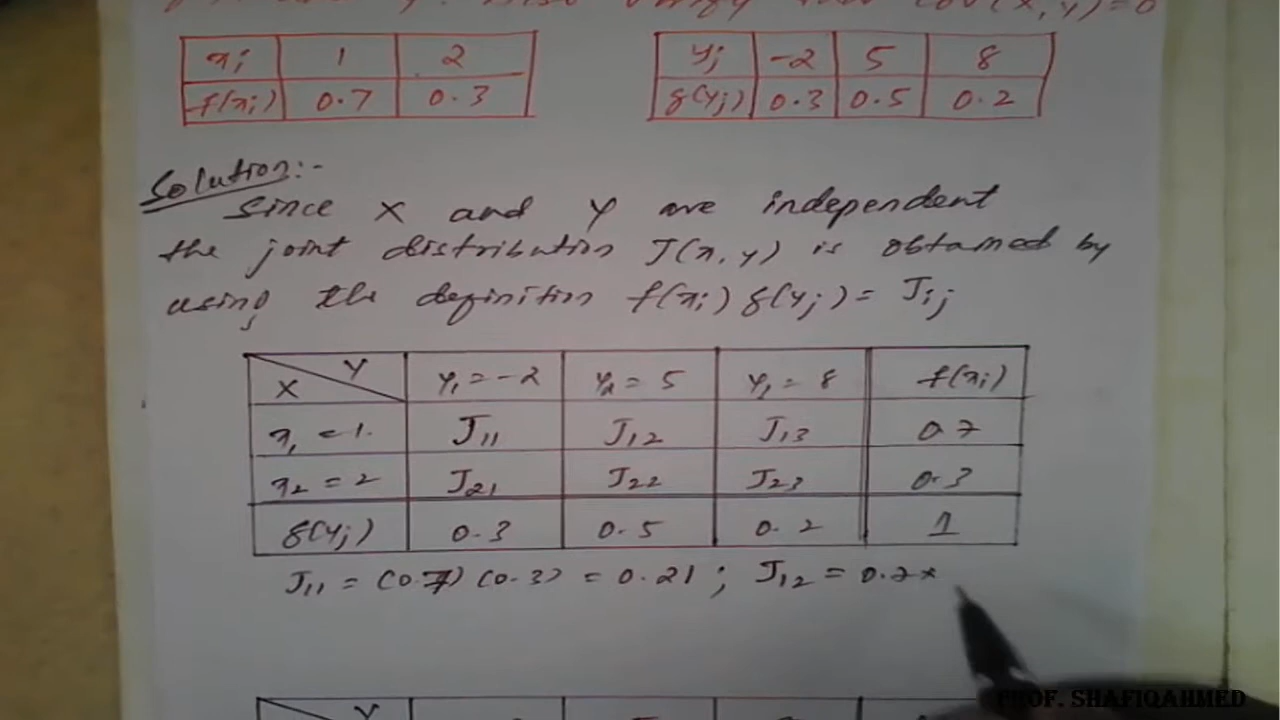 Cov(X, Y) = 0
xi 1 2
f(xi) 0.7 0.3
yj -2 5 8
g(yj) 0.3 0.5 0.2
Solution:-
Since X and Y are independent
the joint distribution J(x, y) is obtained by
using the definition f(xi) g(yj) = Jij
X Y y1 = -2 y2 = 5 y3 = 8 f(xi)
x1 = 1. J11 J12 J13 0.7
x2 = 2 J21 J22 J23 0.3
g(yj) 0.3 0.5 0.2 1
J11 = (0.7) (0.3) = 0.21 ; J12 = 0.7x
Y
PROF. SHAFIQAHMED